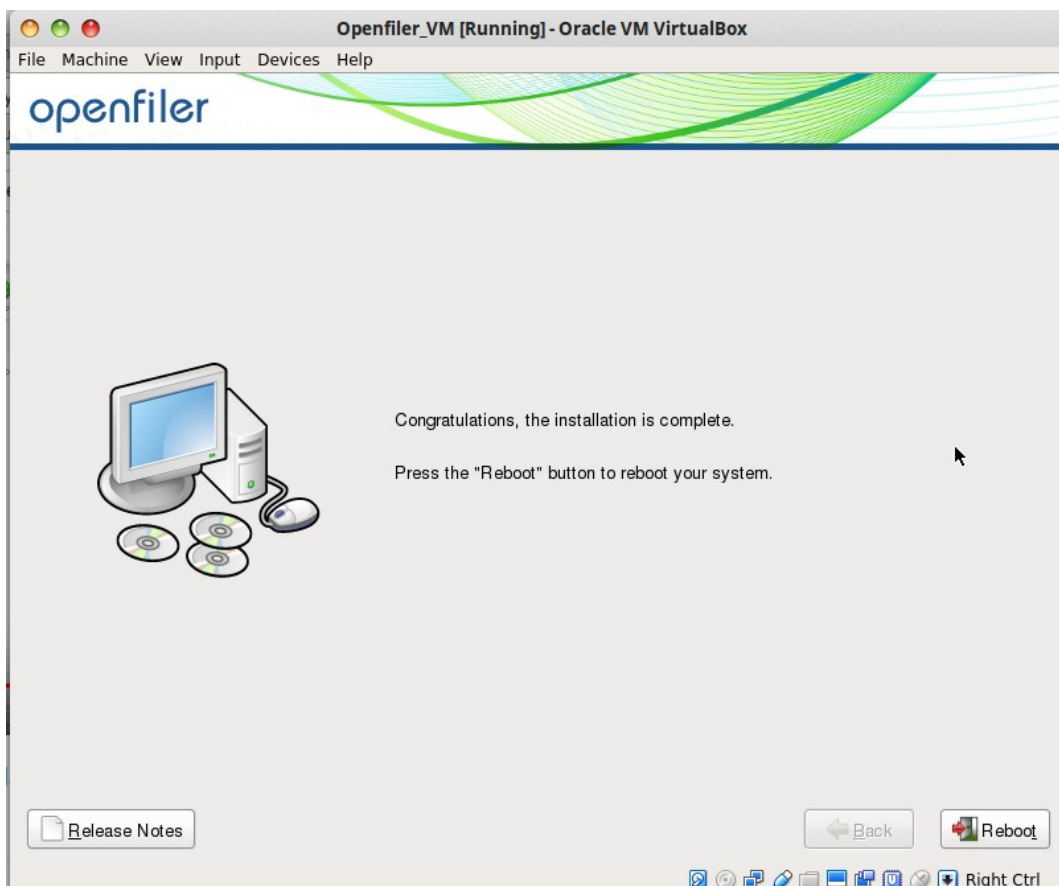 Openfiler_VM [Running] - Oracle VM VirtualBox
File Machine View Input Devices Help
openfiler
Congratulations, the installation is complete.
Press the "Reboot" button to reboot your system.
Release Notes
Back
Reboot
Right Ctrl